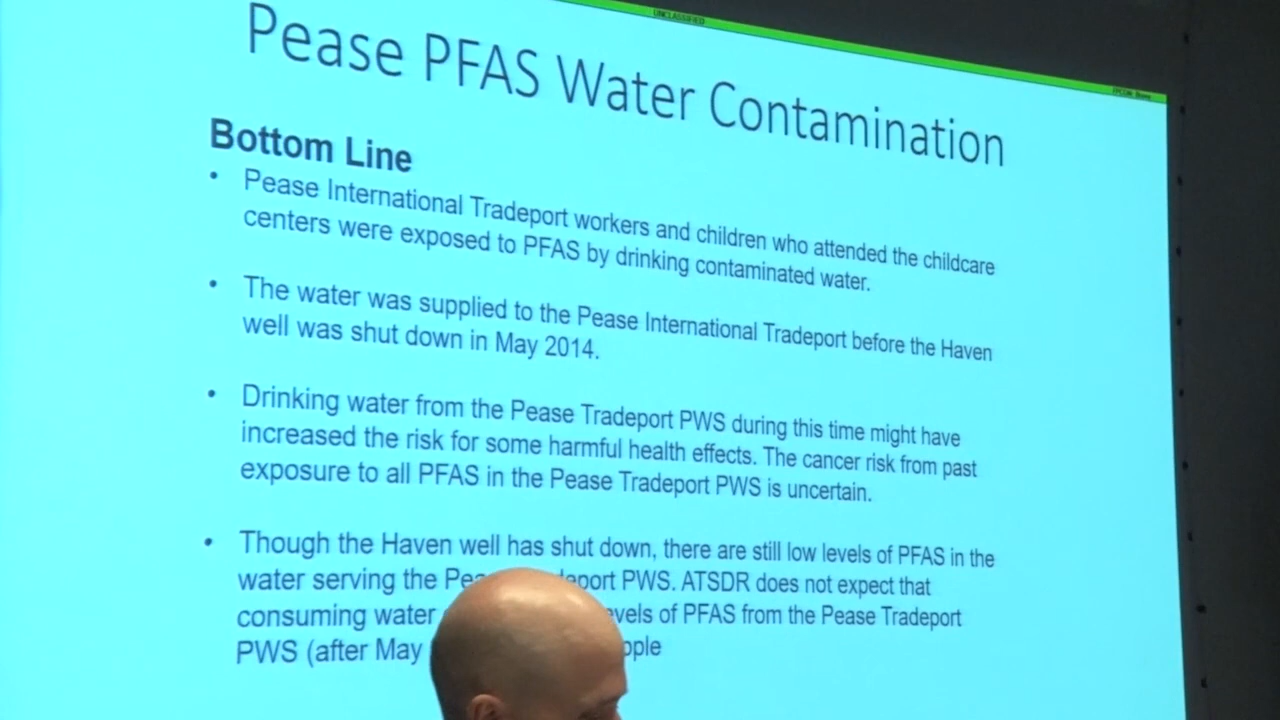 UNCLASSIFIED
Pease PFAS Water Contamination
Bottom Line
• Pease International Tradeport workers and children who attended the childcare
centers were exposed to PFAS by drinking contaminated water.
• The water was supplied to the Pease International Tradeport before the Haven
well was shut down in May 2014.
• Drinking water from the Pease Tradeport PWS during this time might have
increased the risk for some harmful health effects. The cancer risk from past
exposure to all PFAS in the Pease Tradeport PWS is uncertain.
• Though the Haven well has shut down, there are still low levels of PFAS in the
water serving the Pea deport PWS. ATSDR does not expect that
consuming water evels of PFAS from the Pease Tradeport
PWS (after May ople